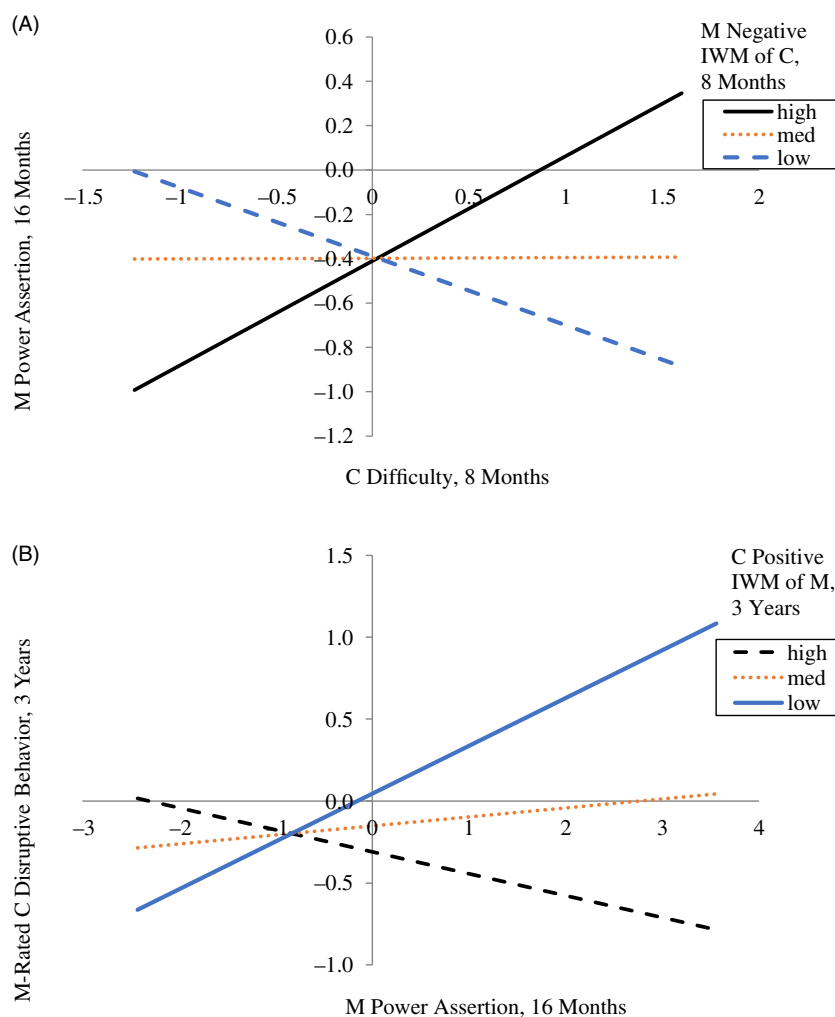 (A)
M Negative
IWM of C,
8 Months
high
med
low
0.6
0.4
0.2
0.0
−0.2
−0.4
−0.6
−0.8
−1.0
−1.2
−1.5
−1
−0.5
0
0.5
1
1.5
2
M Power Assertion, 16 Months
C Difficulty, 8 Months
(B)
C Positive
IWM of M,
3 Years
high
med
low
1.5
1.0
0.5
0.0
−0.5
−1.0
−3
−2
−1
0
1
2
3
4
M-Rated C Disruptive Behavior, 3 Years
M Power Assertion, 16 Months